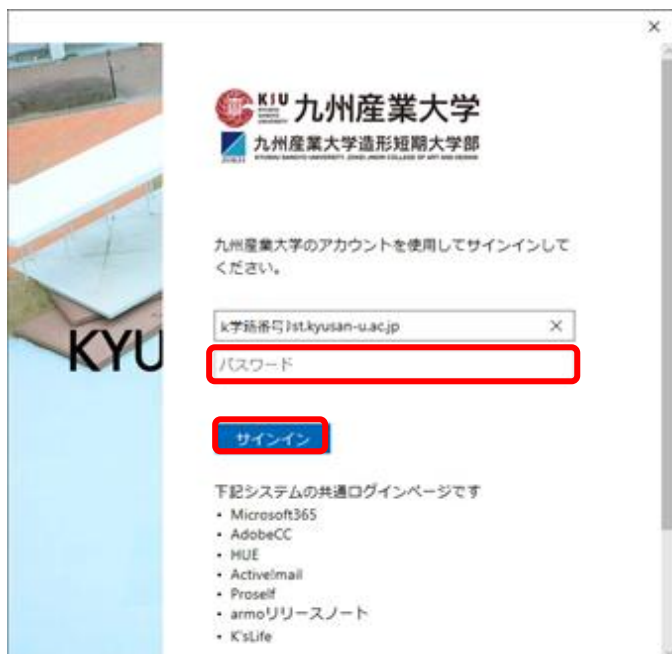 KIU 九州産業大学
九州産業大学造形短期大学部
九州産業大学のアカウントを使用してサインインして
ください。
k学籍番号 st.kyusan-u.ac.jp
KYU
パスワード
サインイン
下記システムの共通ログインページです
• Microsoft365
• AdobeCC
• HUE
• Active!mail
• Proself
• armoリリースノート
• K'sLife